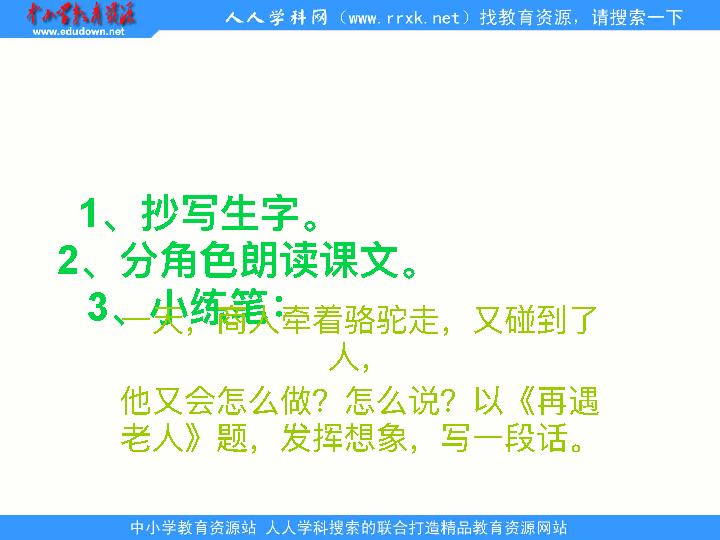 中小学教育资源
www.edudown.net
人人学科网（www.rrxk.net）找教育资源，请搜索一下
1、抄写生字。
2、分角色朗读课文。
3、小练笔：
一天，商人牵着骆驼走，又碰到了
人，
他又会怎么做？怎么说？以《再遇
老人》题，发挥想象，写一段话。
中小学教育资源站 人人学科搜索的联合打造精品教育资源网站